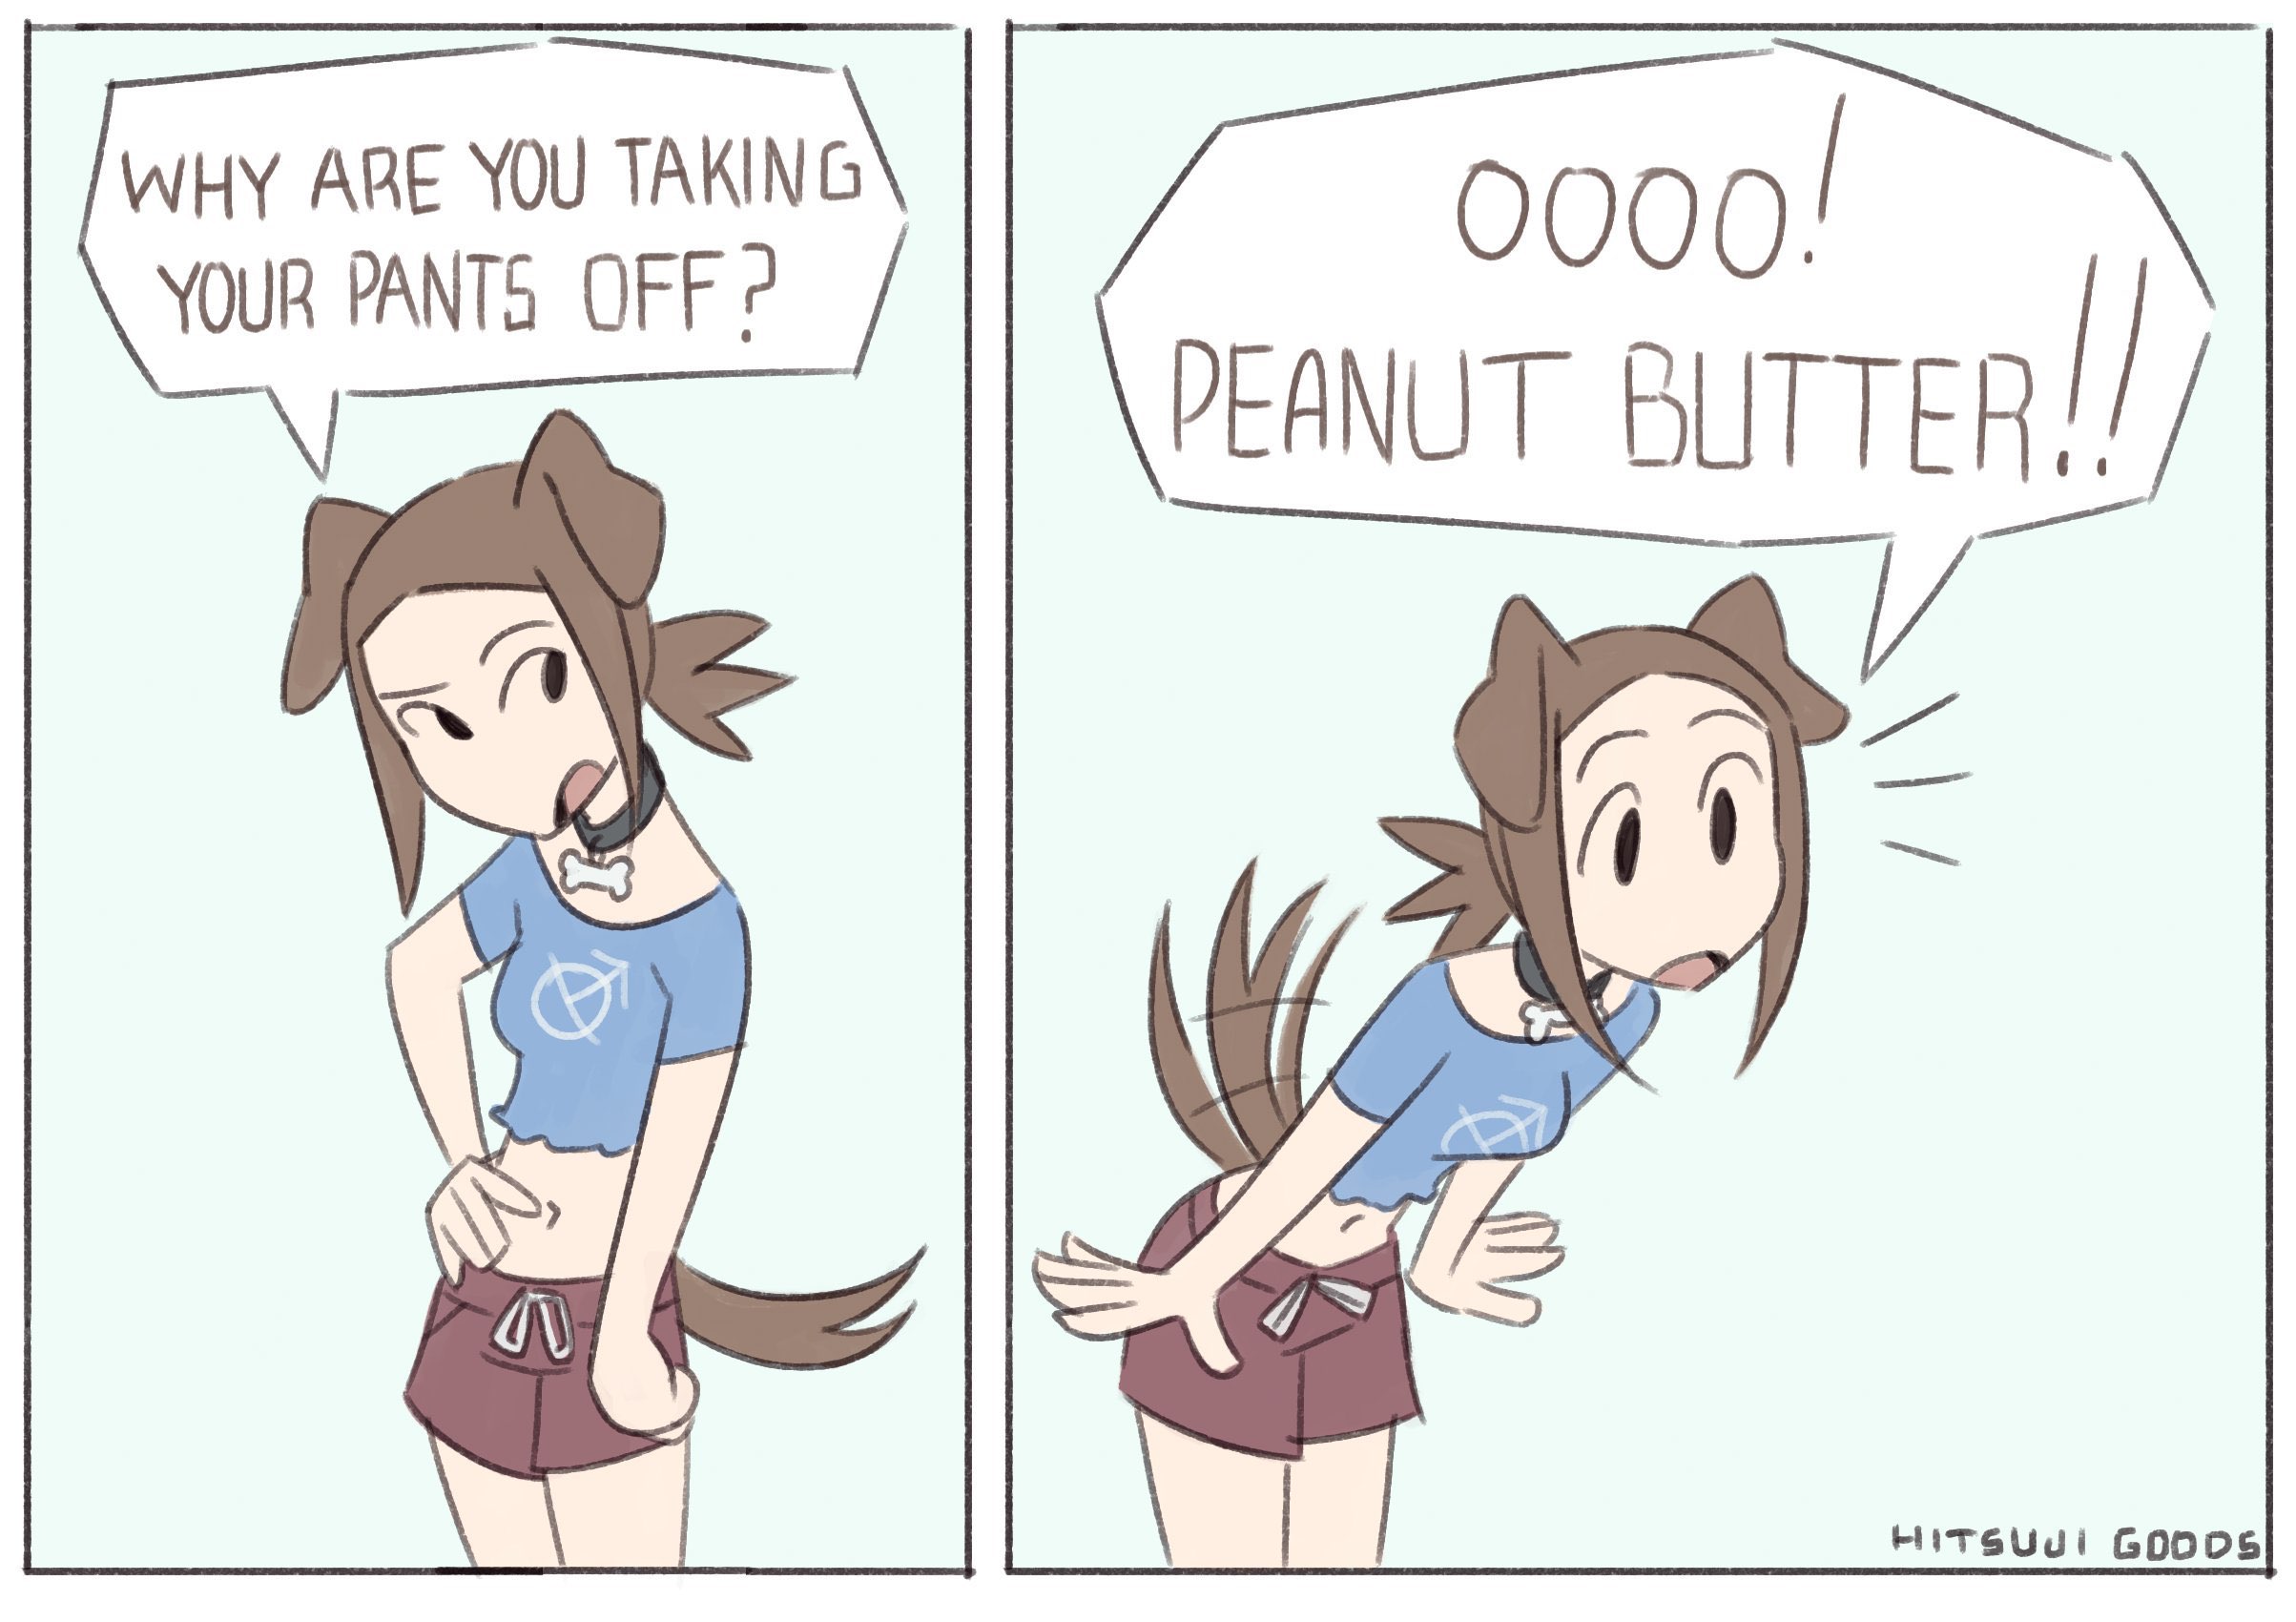 WHY ARE YOU TAKING
YOUR PANTS OFF?
OOOO!
PEANUT BUTTER!!
HITSUJI GOODS